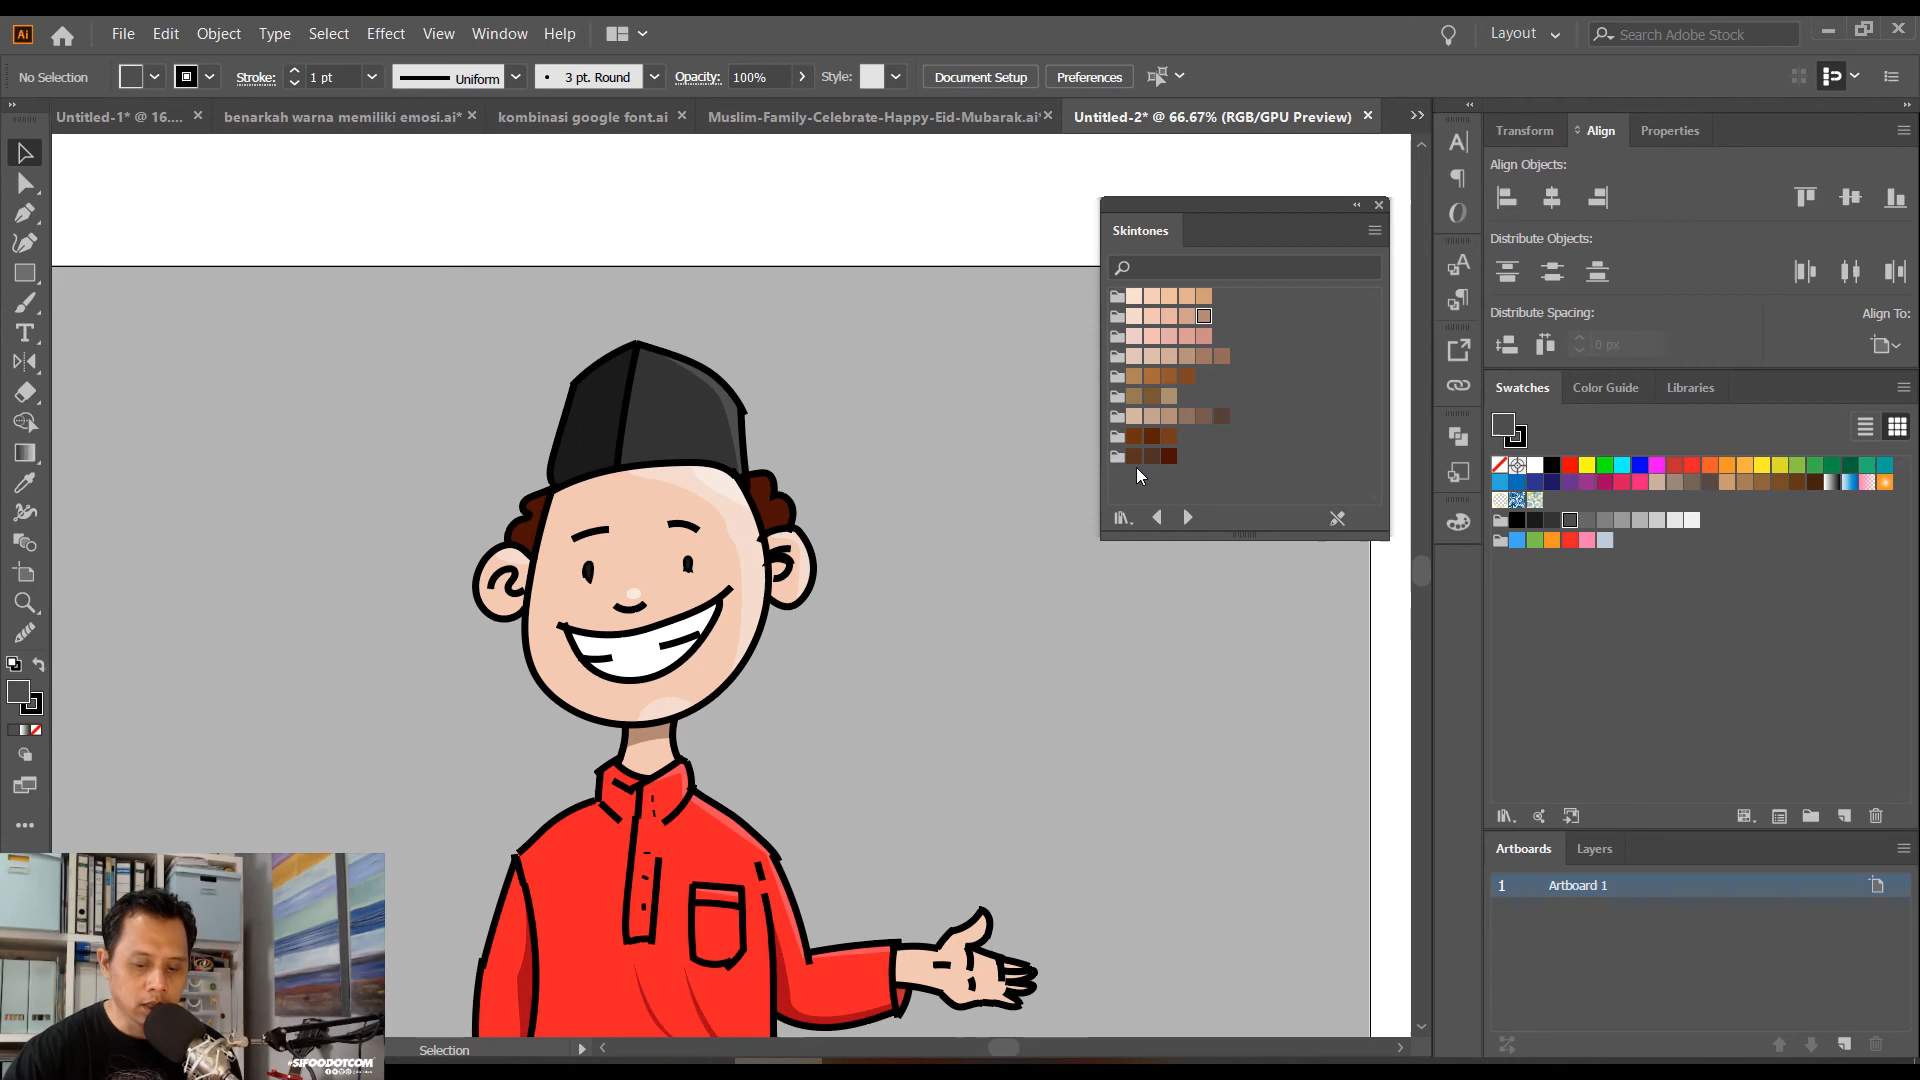 Ai File Edit Object Type Select Effect View Window Help Layout Search Adobe Stock
No Selection Stroke: 1 pt Uniform 3 pt. Round Opacity: 100% Style: Document Setup Preferences
Untitled-1* @ 16.... benarkah warna memiliki emosi.ai* kombinasi google font.ai Muslim-Family-Celebrate-Happy-Eid-Mubarak.ai* Untitled-2* @ 66.67% (RGB/GPU Preview)
Transform Align Properties
Align Objects:
Skintones
Distribute Objects:
Distribute Spacing: Align To:
0 px
Swatches Color Guide Libraries
Artboards Layers
1 Artboard 1
Selection
#SIFOODOTCOM